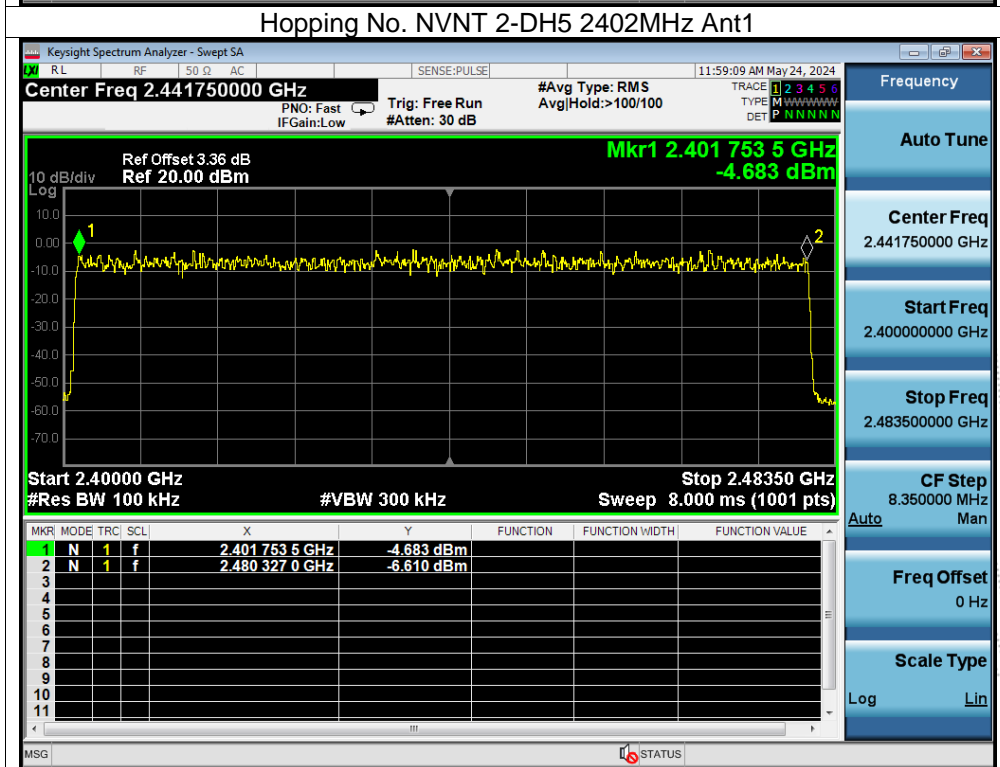 Hopping No. NVNT 2-DH5 2402MHz Ant1
Keysight Spectrum Analyzer - Swept SA
LXI RL RF 50 Ω AC SENSE:PULSE 11:59:09 AM May 24, 2024
Center Freq 2.441750000 GHz #Avg Type: RMS TRACE 1 2 3 4 5 6
PNO: Fast Trig: Free Run Avg|Hold:>100/100 TYPE M WWWWW
IFGain:Low #Atten: 30 dB DET P N N N N N
Mkr1 2.401 753 5 GHz
Ref Offset 3.36 dB
10 dB/div Ref 20.00 dBm -4.683 dBm
Log
10.0
1
2
0.00
-10.0
-20.0
-30.0
-40.0
-50.0
-60.0
-70.0
Start 2.40000 GHz Stop 2.48350 GHz
#Res BW 100 kHz #VBW 300 kHz Sweep 8.000 ms (1001 pts)
MKR MODE TRC SCL X Y FUNCTION FUNCTION WIDTH FUNCTION VALUE
1 N 1 f 2.401 753 5 GHz -4.683 dBm
2 N 1 f 2.480 327 0 GHz -6.610 dBm
3
4
5
6
7
8
9
10
11
MSG STATUS
Frequency
Auto Tune
Center Freq
2.441750000 GHz
Start Freq
2.400000000 GHz
Stop Freq
2.483500000 GHz
CF Step
8.350000 MHz
Auto Man
Freq Offset
0 Hz
Scale Type
Log Lin